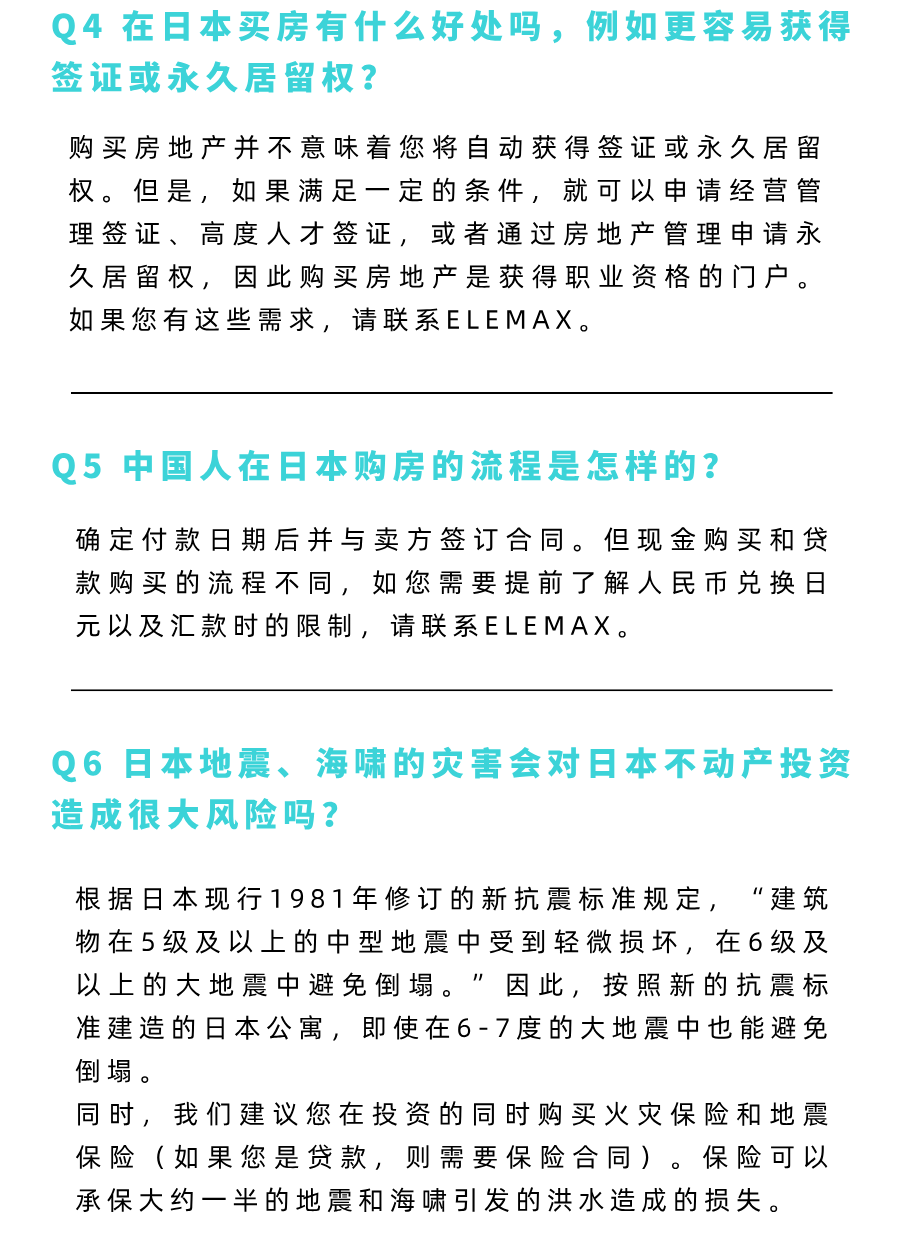 Q4 在日本买房有什么好处吗，例如更容易获得
签证或永久居留权？
购买房地产并不意味着您将自动获得签证或永久居留
权。但是，如果满足一定的条件，就可以申请经营管
理签证、高度人才签证，或者通过房地产管理申请永
久居留权，因此购买房地产是获得职业资格的门户。
如果您有这些需求，请联系ELEMAX。
Q5 中国人在日本购房的流程是怎样的？
确定付款日期后并与卖方签订合同。但现金购买和贷
款购买的流程不同，如您需要提前了解人民币兑换日
元以及汇款时的限制，请联系ELEMAX。
Q6 日本地震、海啸的灾害会对日本不动产投资
造成很大风险吗？
根据日本现行1981年修订的新抗震标准规定，“建筑
物在5级及以上的中型地震中受到轻微损坏，在6级及
以上的大地震中避免倒塌。”因此，按照新的抗震标
准建造的日本公寓，即使在6-7度的大地震中也能避免
倒塌。
同时，我们建议您在投资的同时购买火灾保险和地震
保险（如果您是贷款，则需要保险合同）。保险可以
承保大约一半的地震和海啸引发的洪水造成的损失。